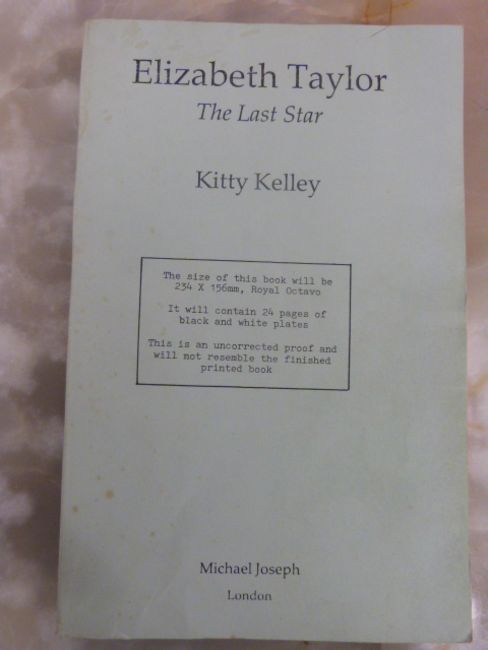 Elizabeth Taylor
The Last Star
Kitty Kelley
The size of this book will be
234 X 156mm, Royal Octavo
It will contain 24 pages of
black and white plates
This is an uncorrected proof and
will not resemble the finished
printed book
Michael Joseph
London